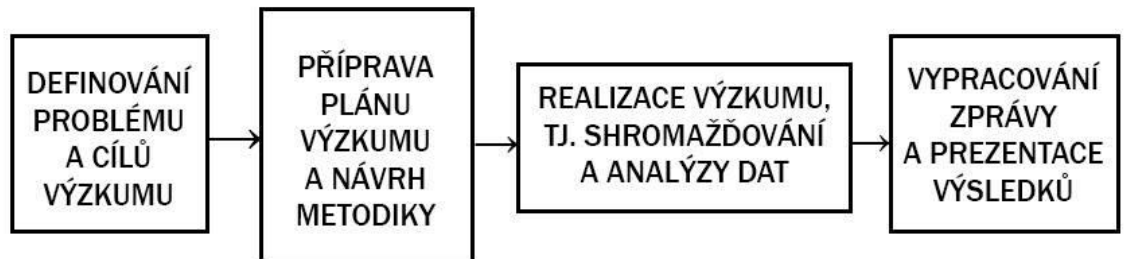 DEFINOVÁNÍ
PROBLÉMU
A CÍLŮ
VÝZKUMU
PŘÍPRAVA
PLÁNU
VÝZKUMU
A NÁVRH
METODIKY
REALIZACE VÝZKUMU,
TJ. SHROMAŽĎOVÁNÍ
A ANALÝZY DAT
VYPRACOVÁNÍ
ZPRÁVY
A PREZENTACE
VÝSLEDKŮ